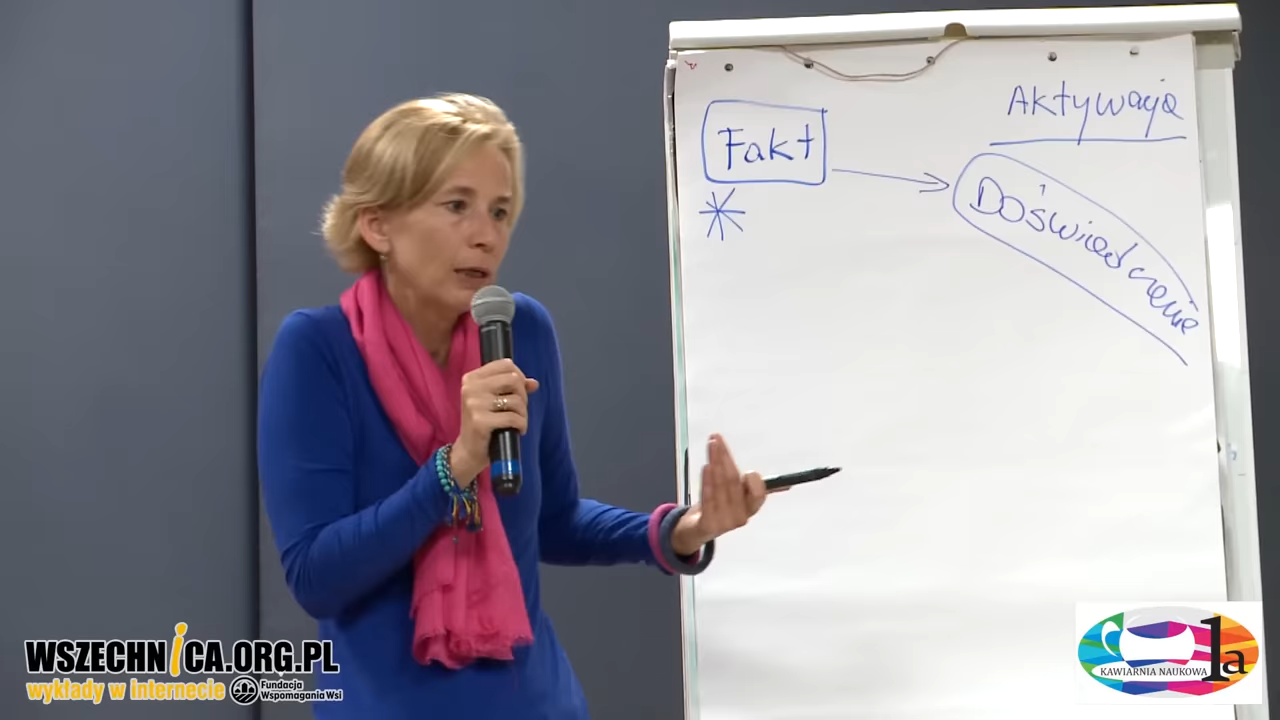 Aktywacja
Fakt
Doświadczenie
WSZECHNICA.ORG.PL
wykłady w internecie
Fundacja
Wspomagania Wsi
1a
KAWIARNIA NAUKOWA